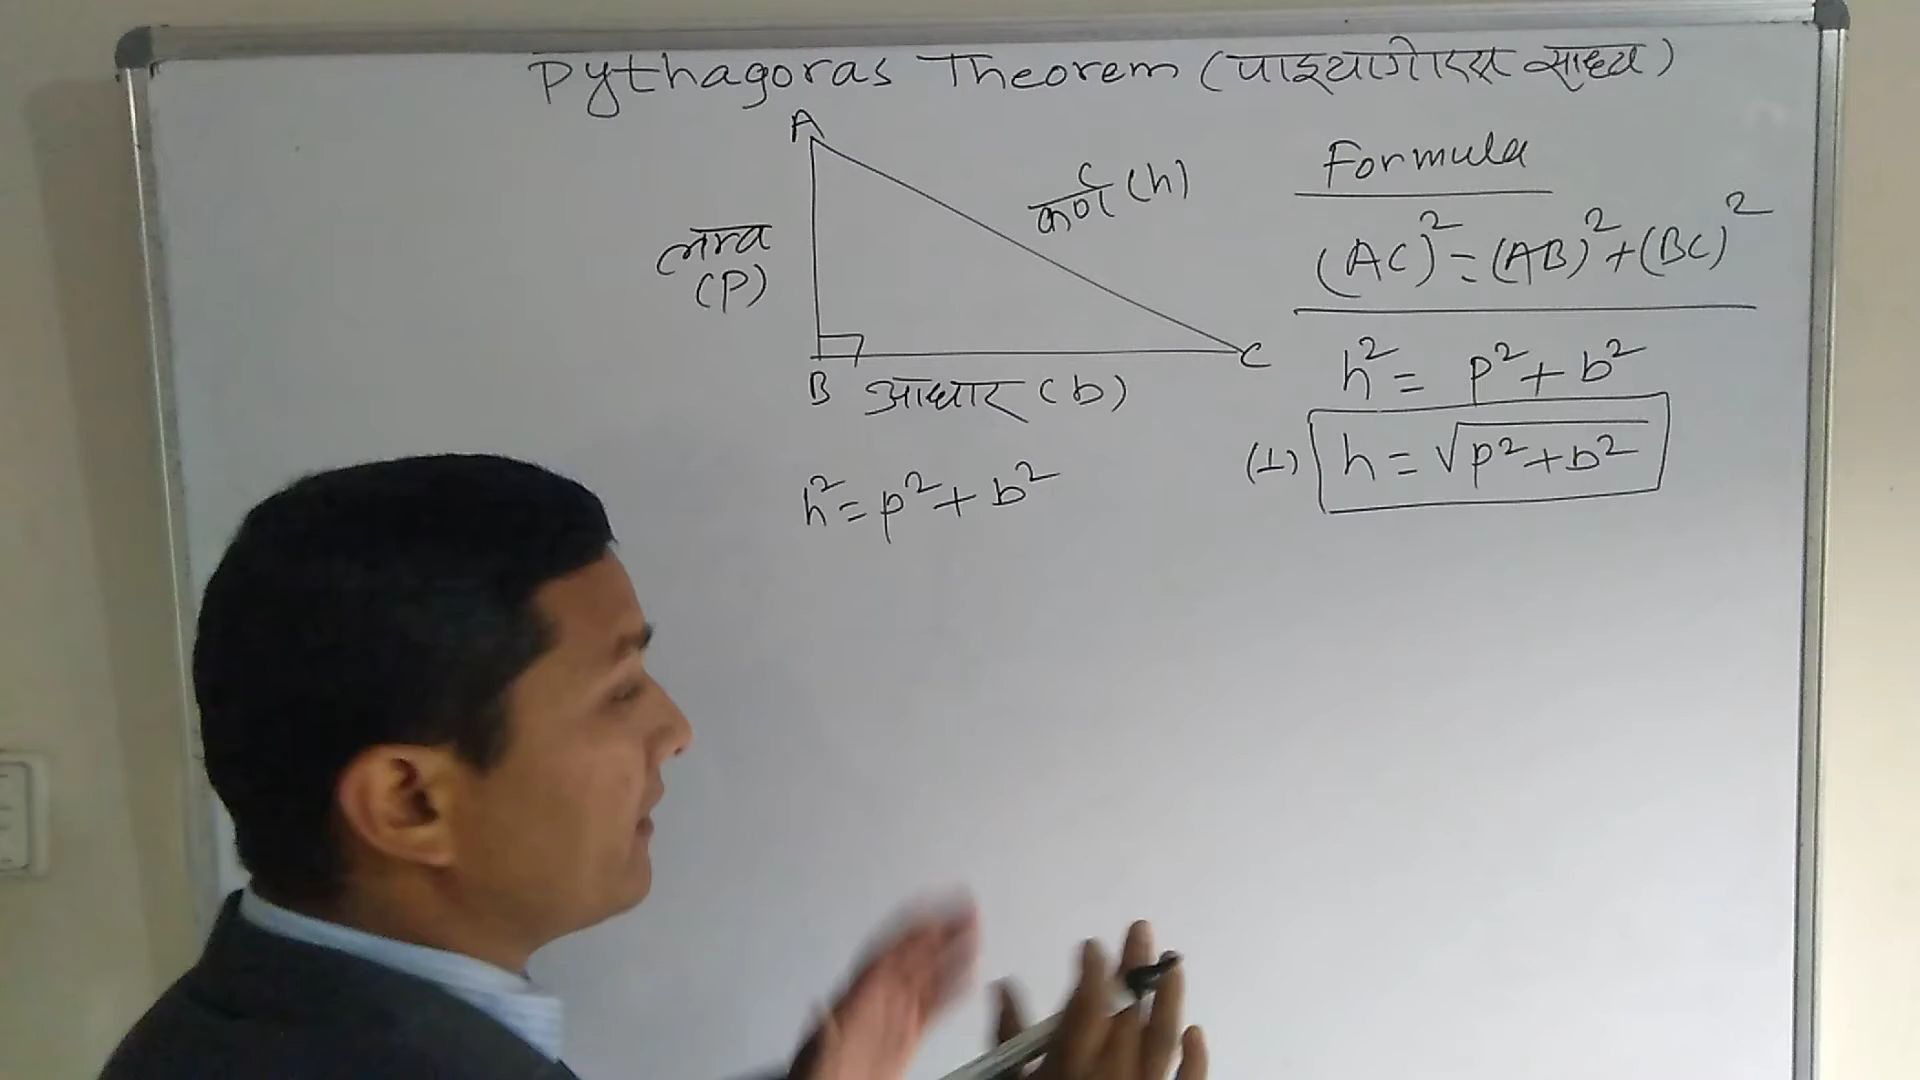 Pythagoras Theorem (पाइथागोरस साध्य)
A
कर्ण (h)
लम्ब
(P)
B
C
आधार (b)
h²=p²+b²
Formula
(AC)²=(AB)²+(BC)²
h²= p²+b²
(1) h=√p²+b²